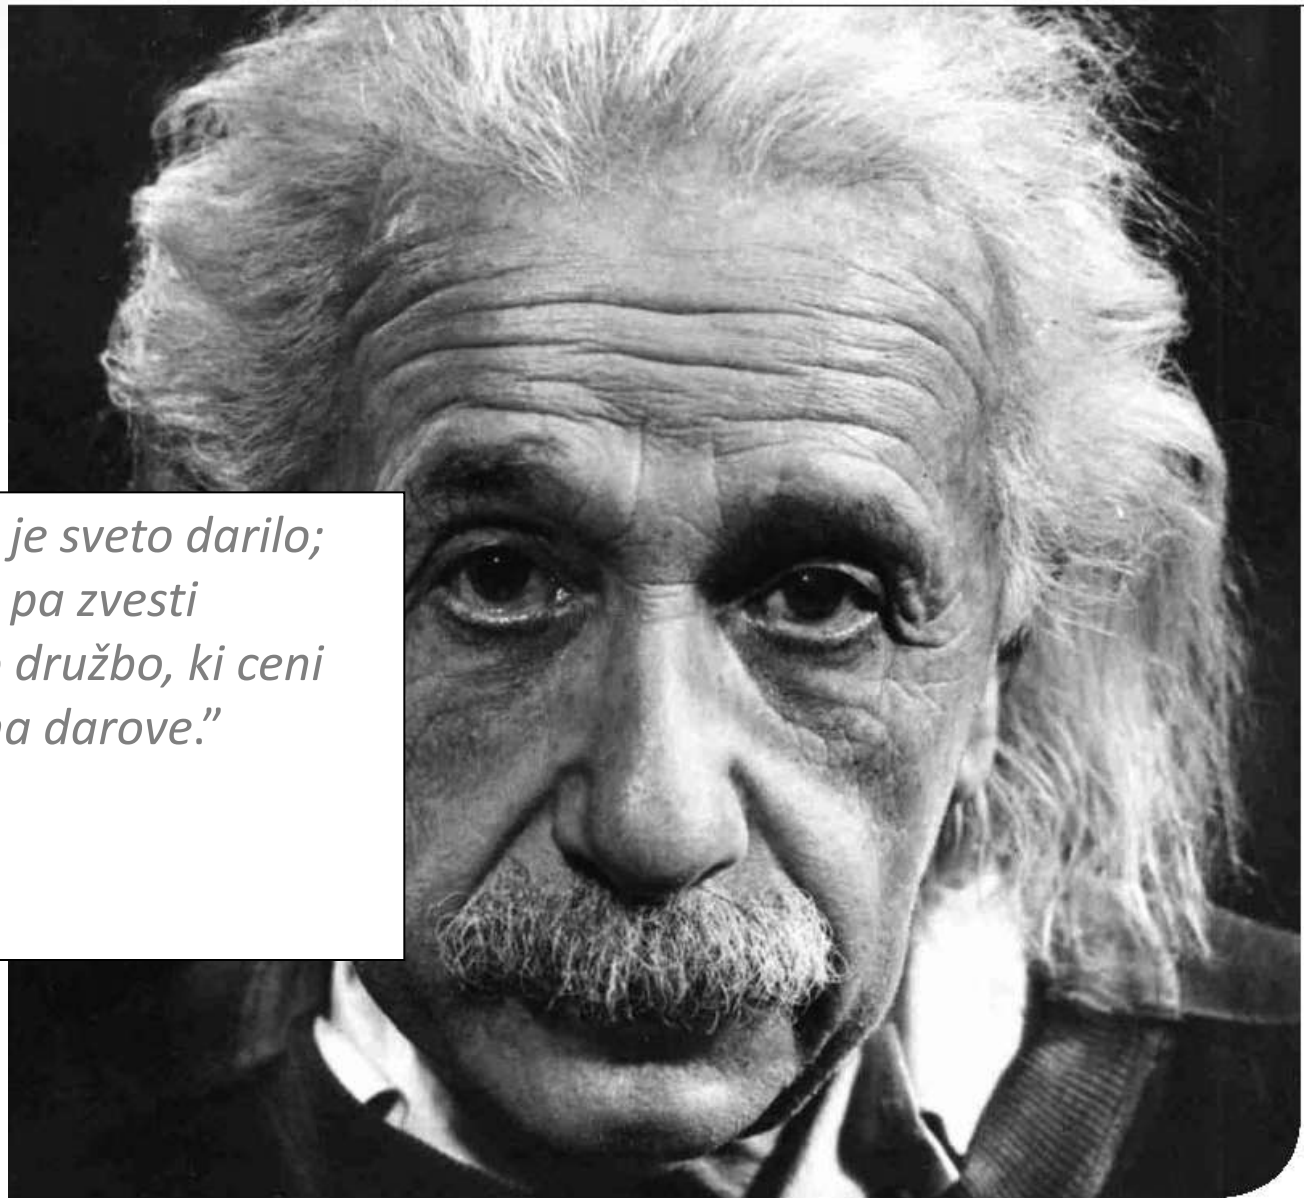 je sveto darilo;
pa zvesti
družbo, ki ceni
darove.”